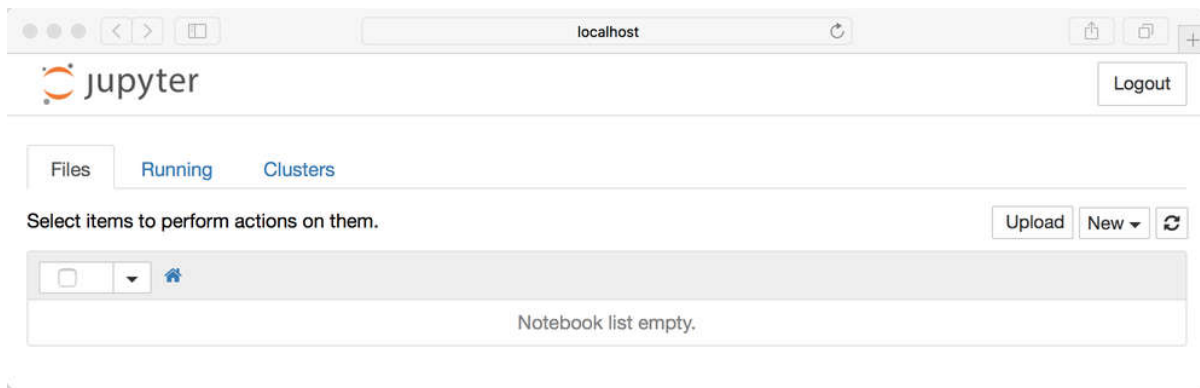 localhost
jupyter
Logout
Files Running Clusters
Select items to perform actions on them.
Upload New
Notebook list empty.